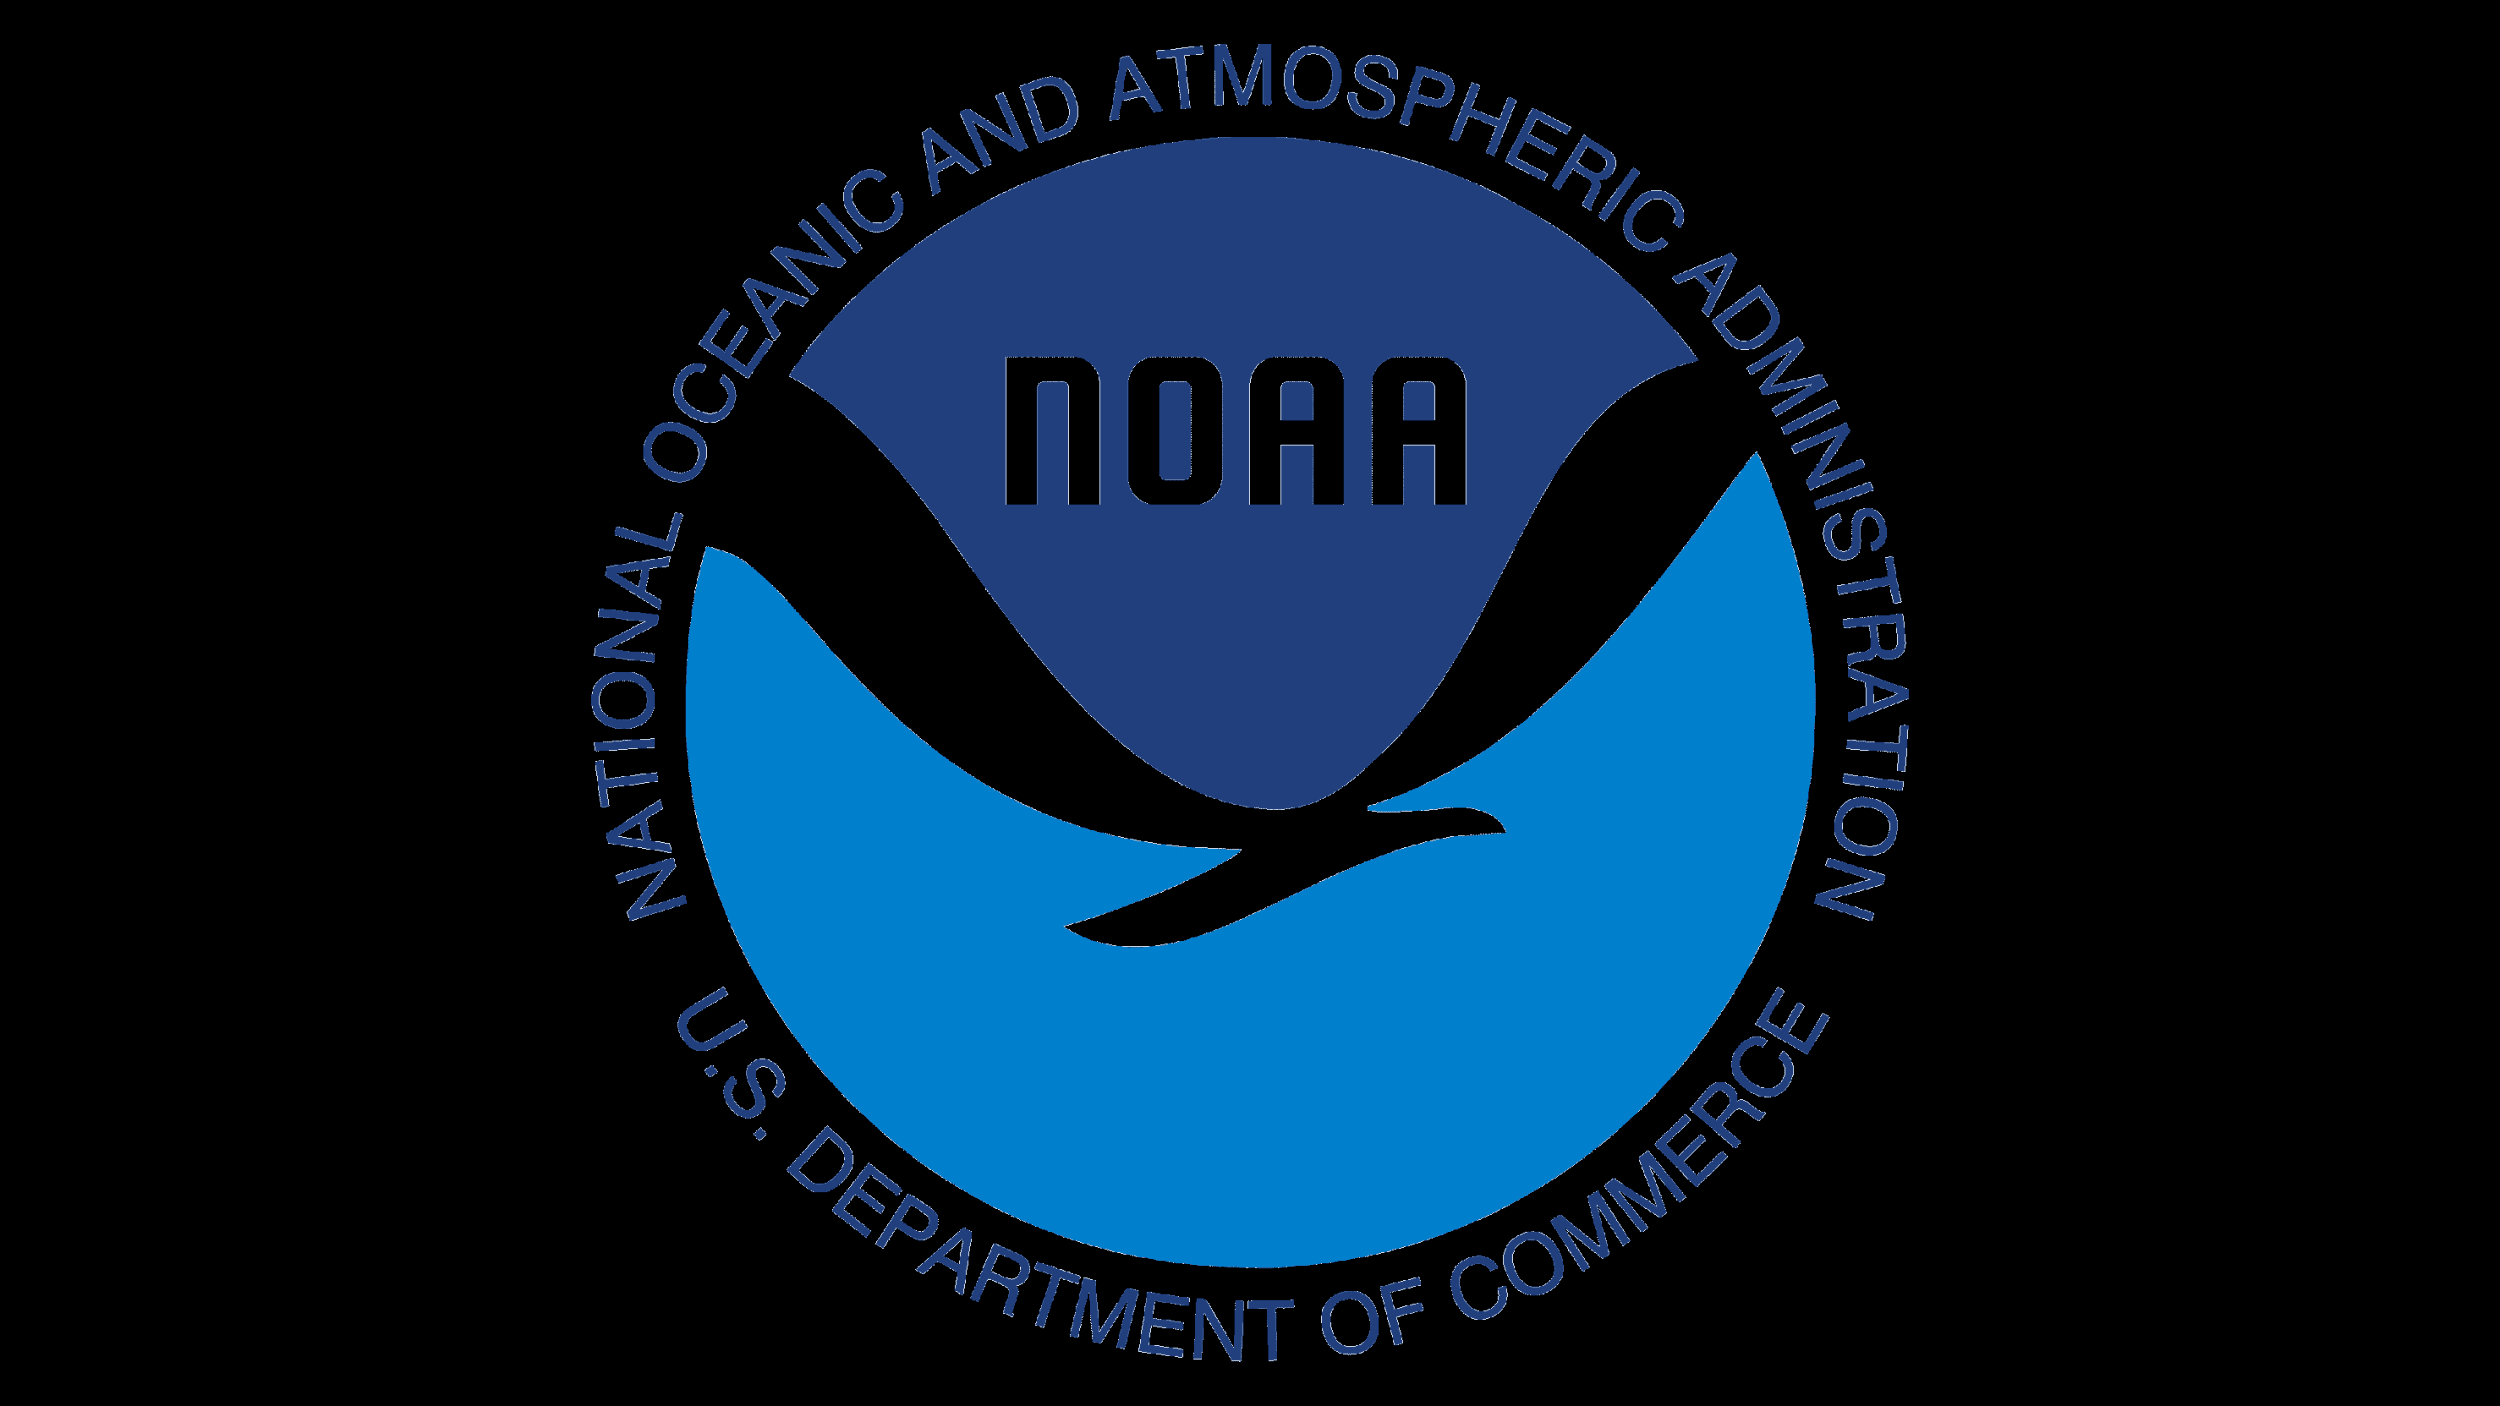 NATIONAL OCEANIC AND ATMOSPHERIC ADMINISTRATION
NOAA
U.S. DEPARTMENT OF COMMERCE